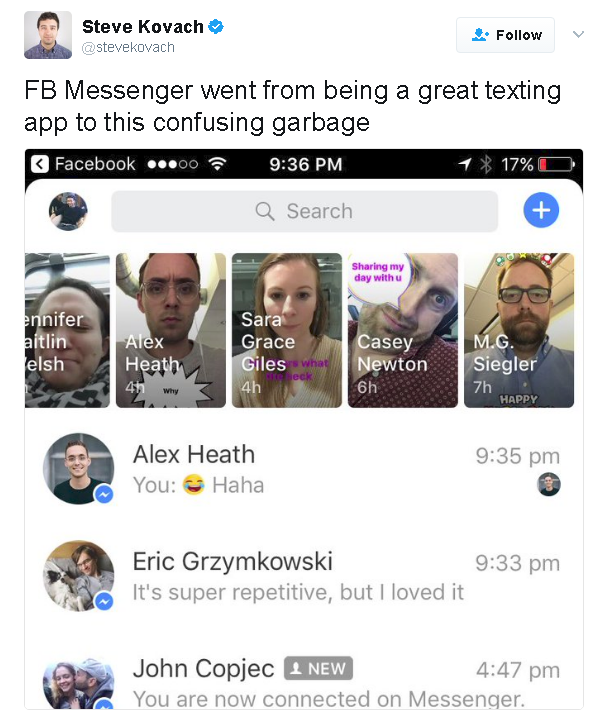 Steve Kovach
@stevekovach
Follow
FB Messenger went from being a great texting
app to this confusing garbage
Facebook 9:36 PM 17%
Search
ennifer
aitlin
elsh
Alex
Heath
4h
Why
Sara
Grace
Giles
what
4h
Sharing my
day with u
Casey
Newton
6h
M.G.
Siegler
7h
HAPPY
Alex Heath 9:35 pm
You: 😂 Haha
Eric Grzymkowski 9:33 pm
It's super repetitive, but I loved it
John Copjec NEW 4:47 pm
You are now connected on Messenger.